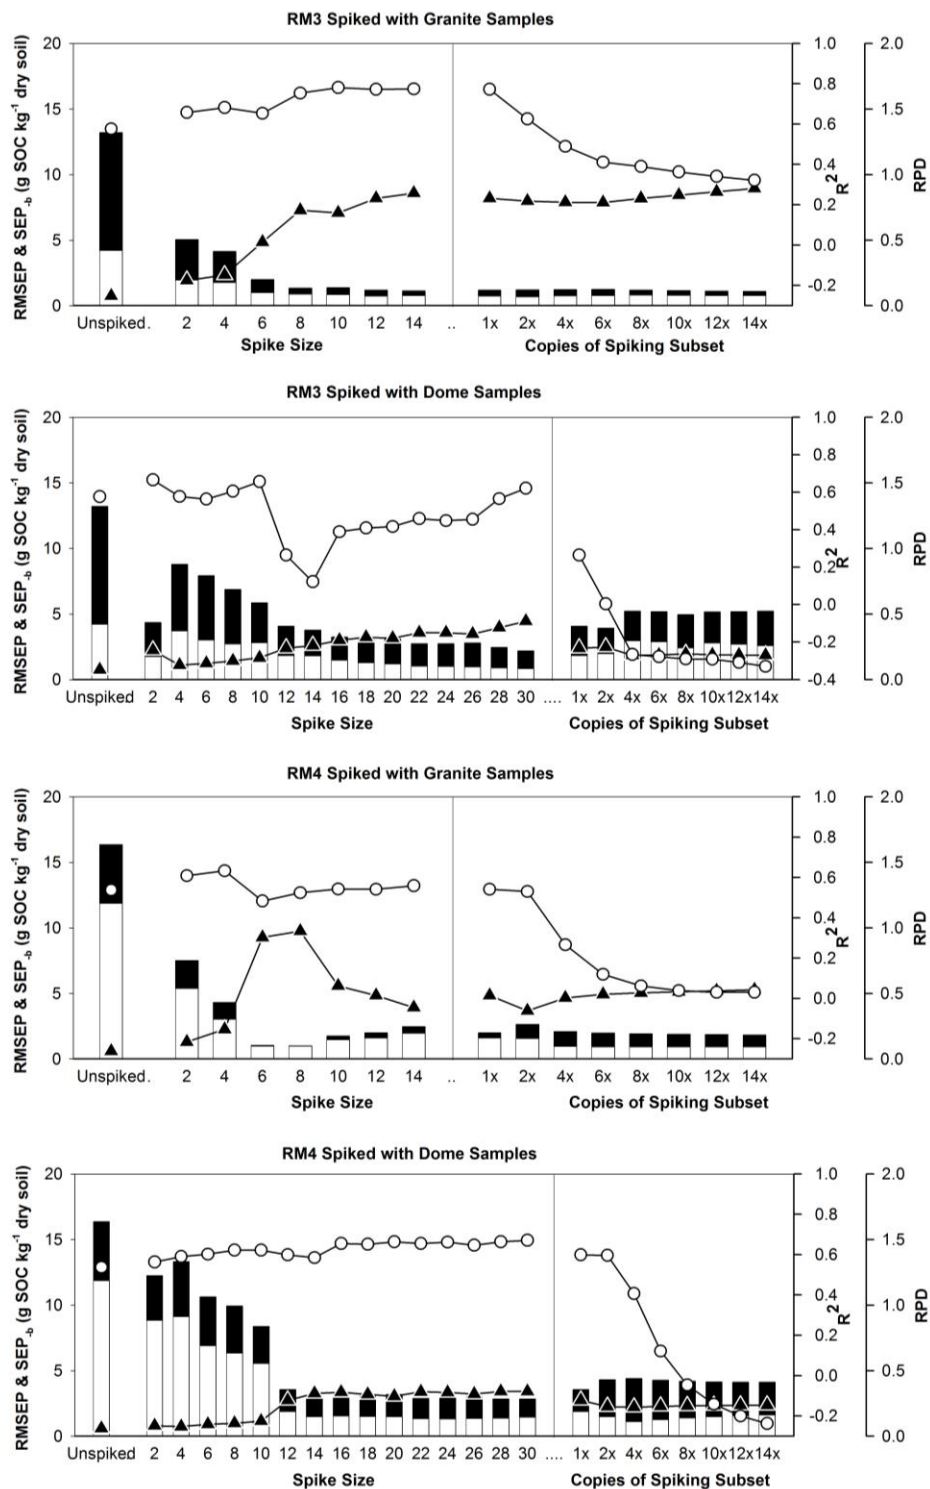 RM3 Spiked with Granite Samples
RMSEP & SEP-b (g SOC kg-1 dry soil)
20
15
10
5
0
1.0
0.8
0.6
0.4
0.2
0.0
-0.2
R2
2.0
1.5
1.0
0.5
0.0
RPD
Unspiked. 2 4 6 8 10 12 14 .. 1x 2x 4x 6x 8x 10x 12x 14x
Spike Size Copies of Spiking Subset
RM3 Spiked with Dome Samples
RMSEP & SEP-b (g SOC kg-1 dry soil)
20
15
10
5
0
1.0
0.8
0.6
0.4
0.2
0.0
-0.2
-0.4
R2
2.0
1.5
1.0
0.5
0.0
RPD
Unspiked 2 4 6 8 10 12 14 16 18 20 22 24 26 28 30 .... 1x 2x 4x 6x 8x 10x 12x 14x
Spike Size Copies of Spiking Subset
RM4 Spiked with Granite Samples
RMSEP & SEP-b (g SOC kg-1 dry soil)
20
15
10
5
0
1.0
0.8
0.6
0.4
0.2
0.0
-0.2
R2
2.0
1.5
1.0
0.5
0.0
RPD
Unspiked. 2 4 6 8 10 12 14 .. 1x 2x 4x 6x 8x 10x 12x 14x
Spike Size Copies of Spiking Subset
RM4 Spiked with Dome Samples
RMSEP & SEP-b (g SOC kg-1 dry soil)
20
15
10
5
0
1.0
0.8
0.6
0.4
0.2
0.0
-0.2
R2
2.0
1.5
1.0
0.5
0.0
RPD
Unspiked 2 4 6 8 10 12 14 16 18 20 22 24 26 28 30 .... 1x 2x 4x 6x 8x 10x 12x 14x
Spike Size Copies of Spiking Subset